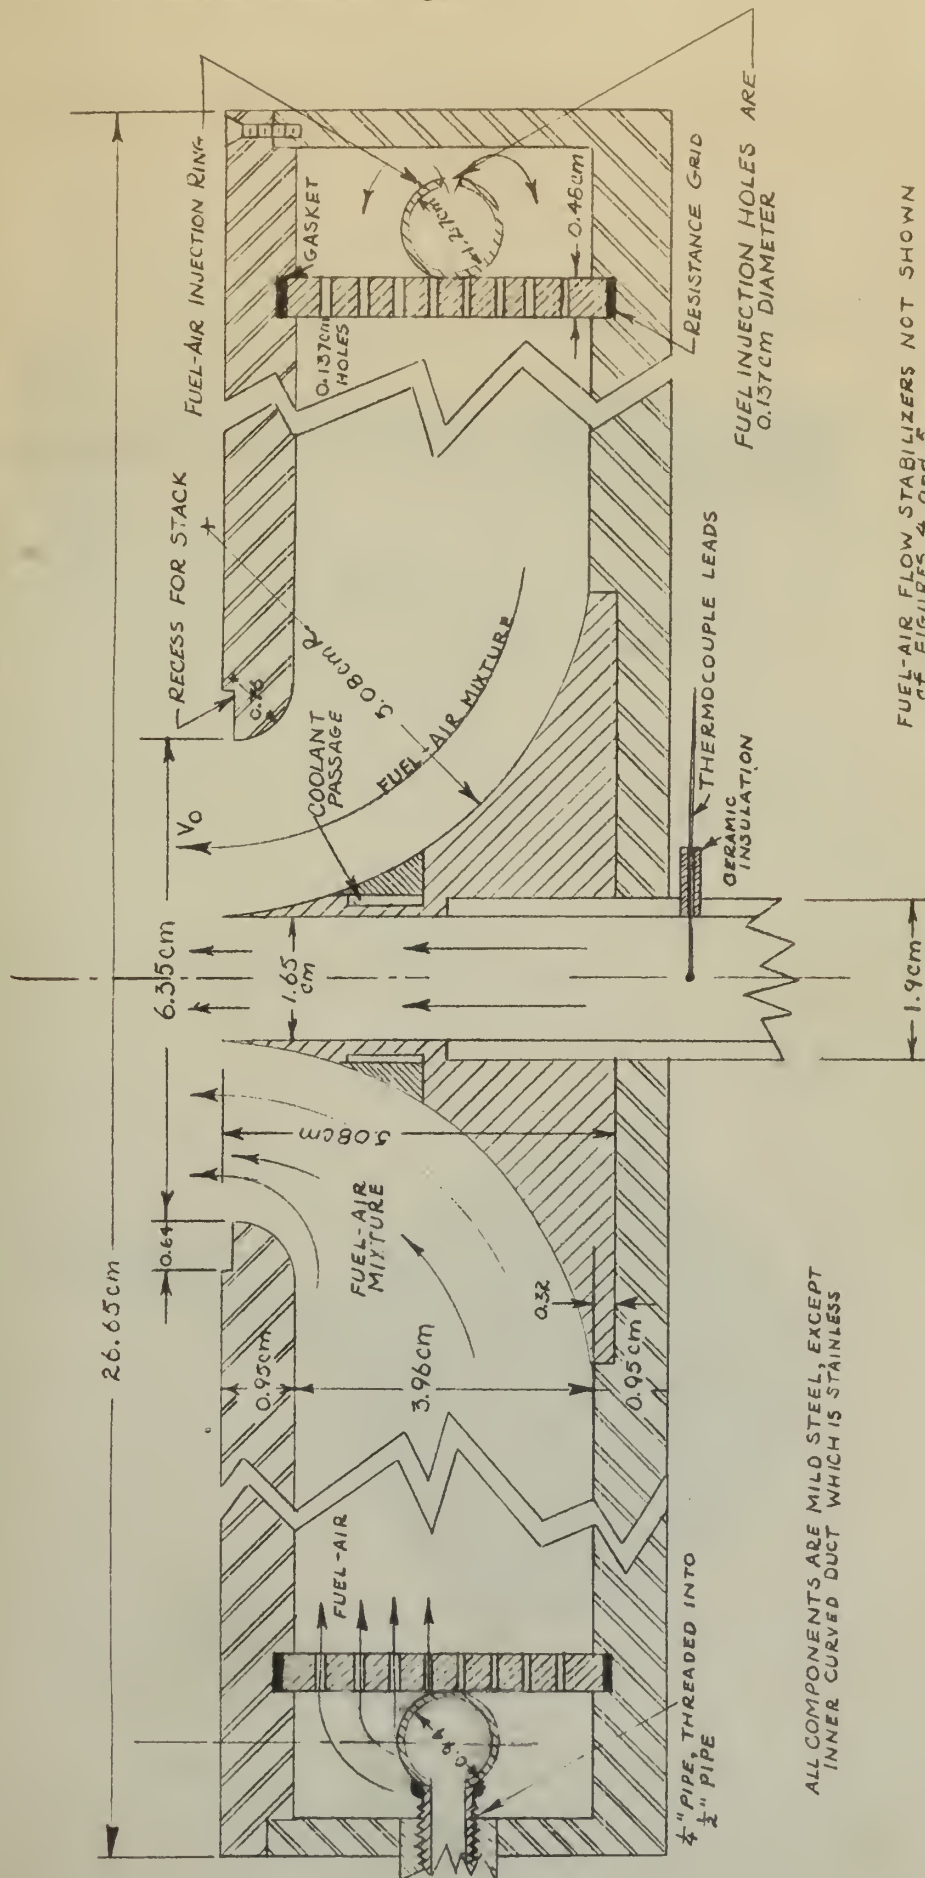 FUEL-AIR INJECTION RING
GASKET
0.137cm
HOLES
1.27cm
0.48cm
RESISTANCE GRID
FUEL INJECTION HOLES ARE
0.137cm DIAMETER
RECESS FOR STACK
0.76
5.08cm R
FUEL-AIR MIXTURE
COOLANT
PASSAGE
V₀
THERMOCOUPLE LEADS
CERAMIC
INSULATION
6.35cm
1.65
cm
1.9cm
26.65cm
5.08cm
0.64
FUEL-AIR
MIXTURE
0.32
0.95cm
3.96cm
0.95cm
FUEL-AIR
¼" PIPE, THREADED INTO
½" PIPE
ALL COMPONENTS ARE MILD STEEL, EXCEPT
INNER CURVED DUCT WHICH IS STAINLESS
FUEL-AIR FLOW STABILIZERS NOT SHOWN
FIGURES 4